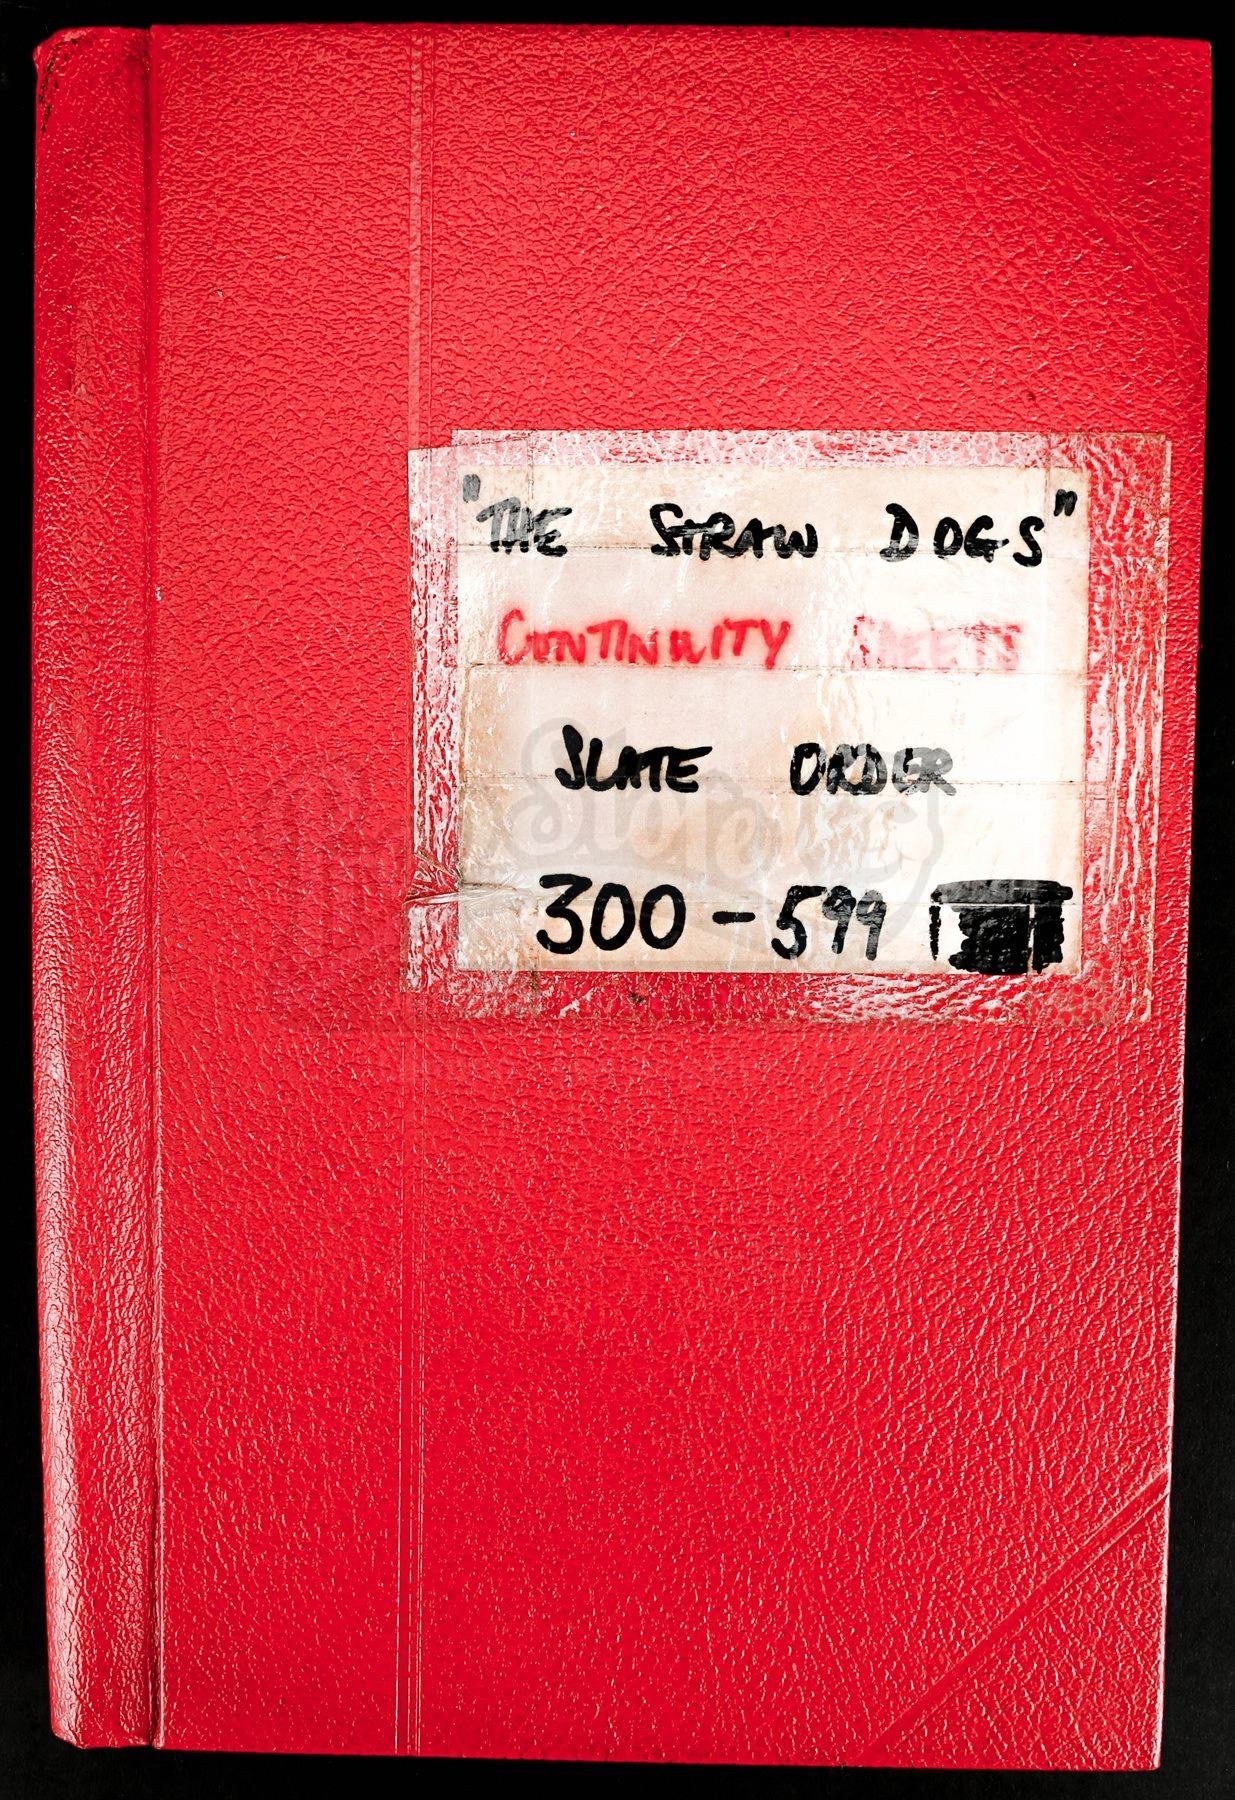 "THE STRAW DOGS"
CONTINUITY SHEETS
SLATE ORDER
300-599